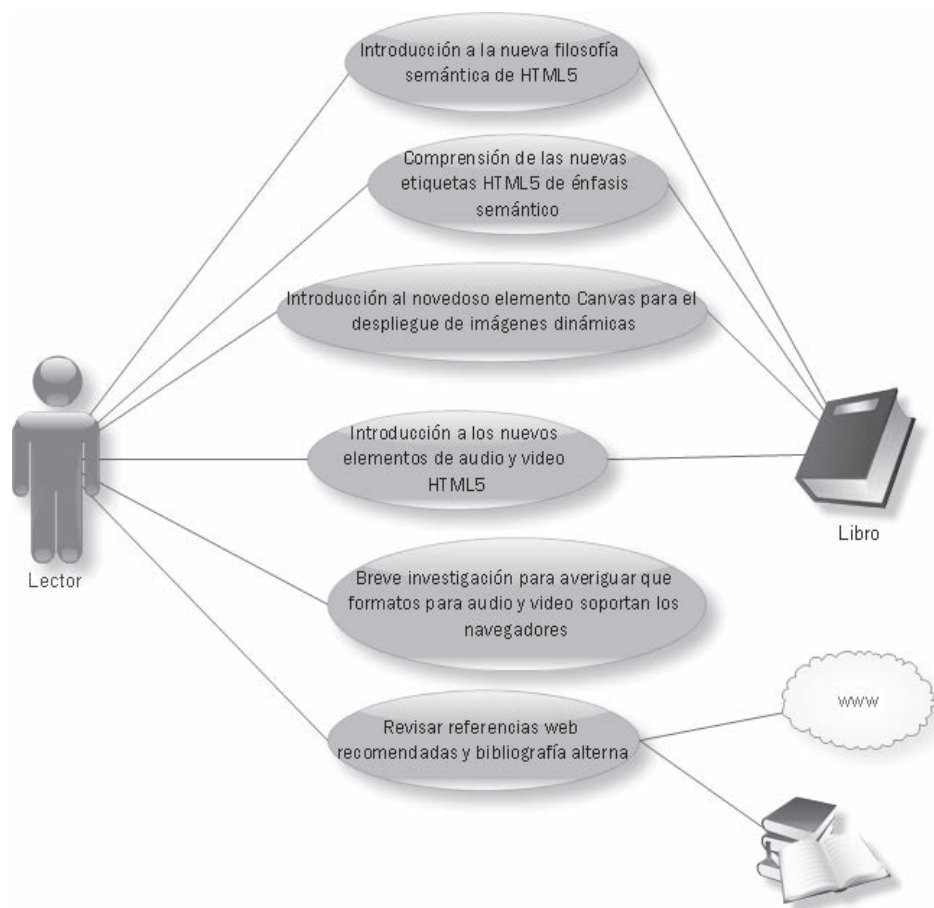 Introducción a la nueva filosofía
semántica de HTML5
Comprensión de las nuevas
etiquetas HTML5 de énfasis
semántico
Introducción al novedoso elemento Canvas para el
despliegue de imágenes dinámicas
Introducción a los nuevos
elementos de audio y video
HTML5
Libro
Lector
Breve investigación para averiguar que
formatos para audio y video soportan los
navegadores
www
Revisar referencias web
recomendadas y bibliografía alterna